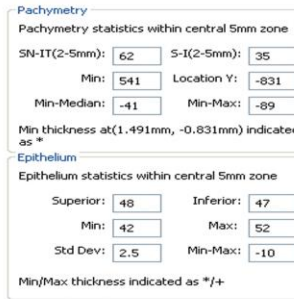 Pachymetry
Pachymetry statistics within central 5mm zone
SN-IT(2-5mm): 62 S-I(2-5mm): 35
Min: 541 Location Y: -831
Min-Median: -41 Min-Max: -89
Min thickness at(1.491mm, -0.831mm) indicated
as *
Epithelium
Epithelium statistics within central 5mm zone
Superior: 48 Inferior: 47
Min: 42 Max: 52
Std Dev: 2.5 Min-Max: -10
Min/Max thickness indicated as */+